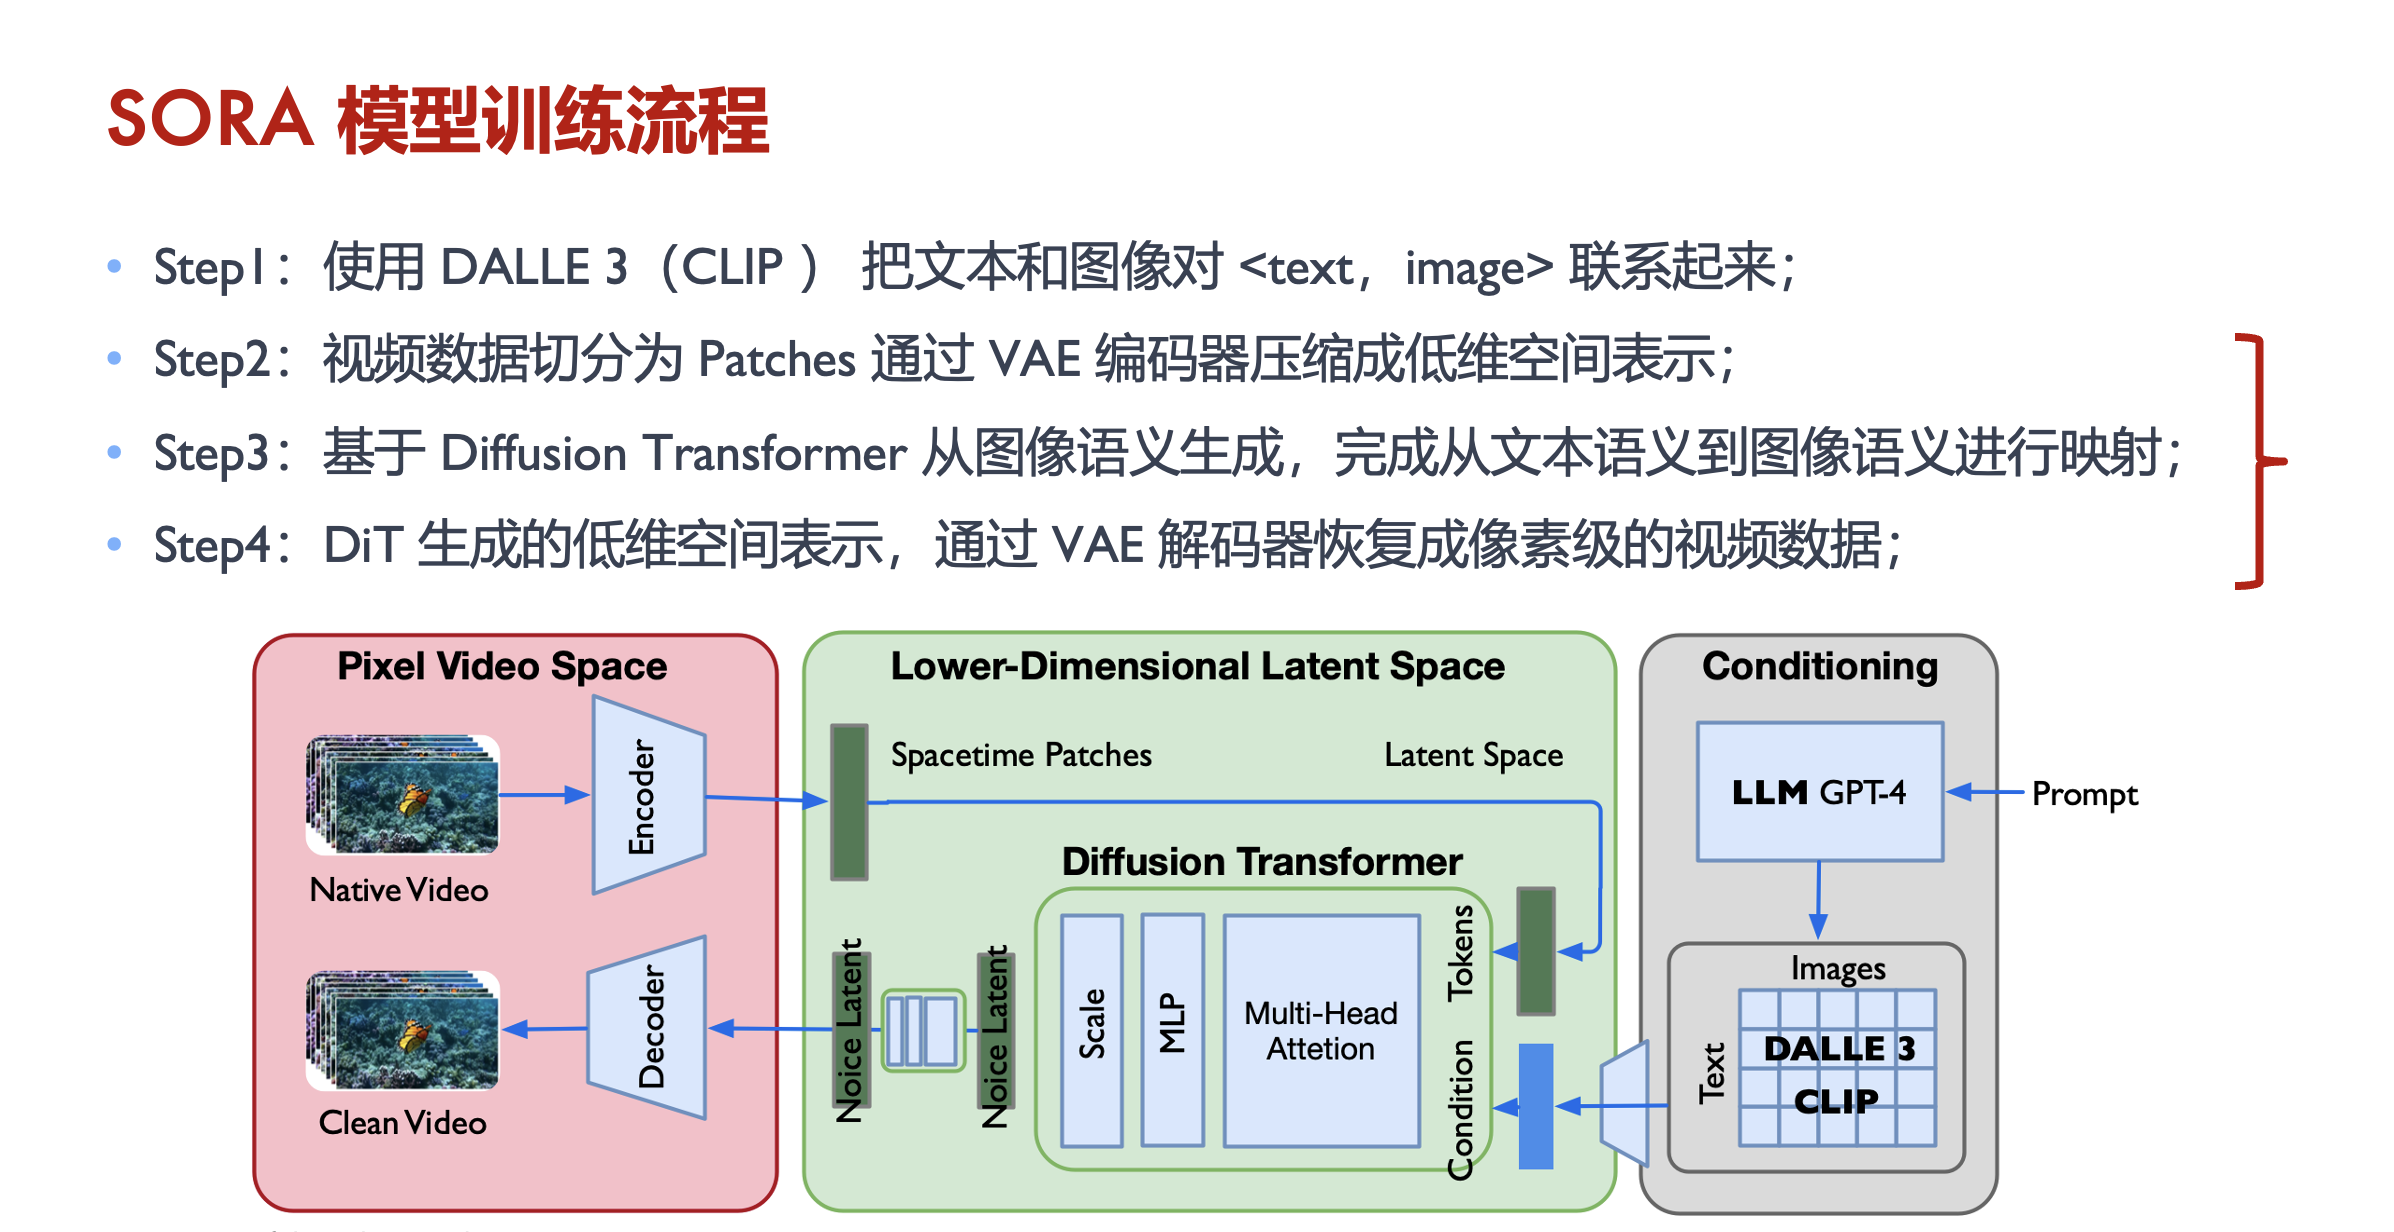 SORA 模型训练流程
• Step1：使用 DALLE 3（CLIP ） 把文本和图像对 <text，image> 联系起来；
• Step2：视频数据切分为 Patches 通过 VAE 编码器压缩成低维空间表示；
• Step3：基于 Diffusion Transformer 从图像语义生成，完成从文本语义到图像语义进行映射；
• Step4：DiT 生成的低维空间表示，通过 VAE 解码器恢复成像素级的视频数据；
Pixel Video Space
Encoder
Native Video
Decoder
Clean Video
Lower-Dimensional Latent Space
Spacetime Patches
Latent Space
Diffusion Transformer
Noice Latent
Noice Latent
Scale
MLP
Multi-Head
Attetion
Tokens
Condition
Conditioning
LLM GPT-4
Prompt
Images
Text
DALLE 3
CLIP